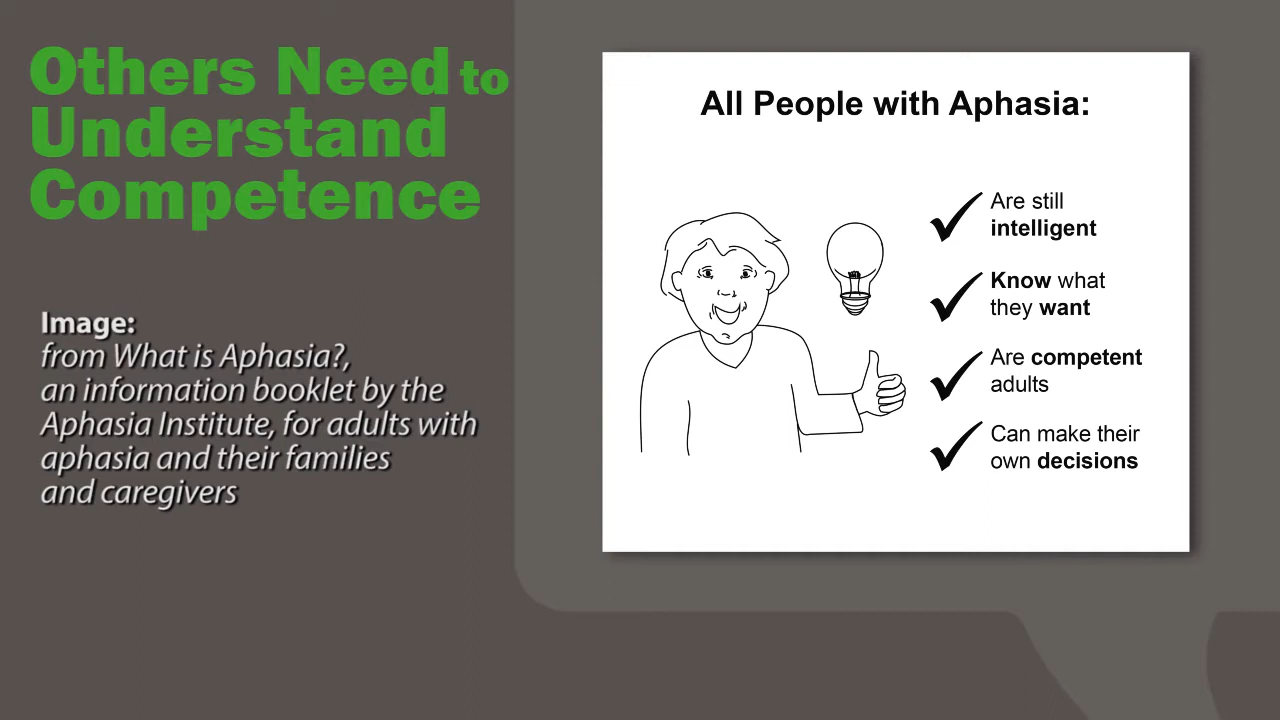 Others Need to
Understand
Competence
Image:
from What is Aphasia?,
an information booklet by the
Aphasia Institute, for adults with
aphasia and their families
and caregivers
All People with Aphasia:
Are still
intelligent
Know what
they want
Are competent
adults
Can make their
own decisions